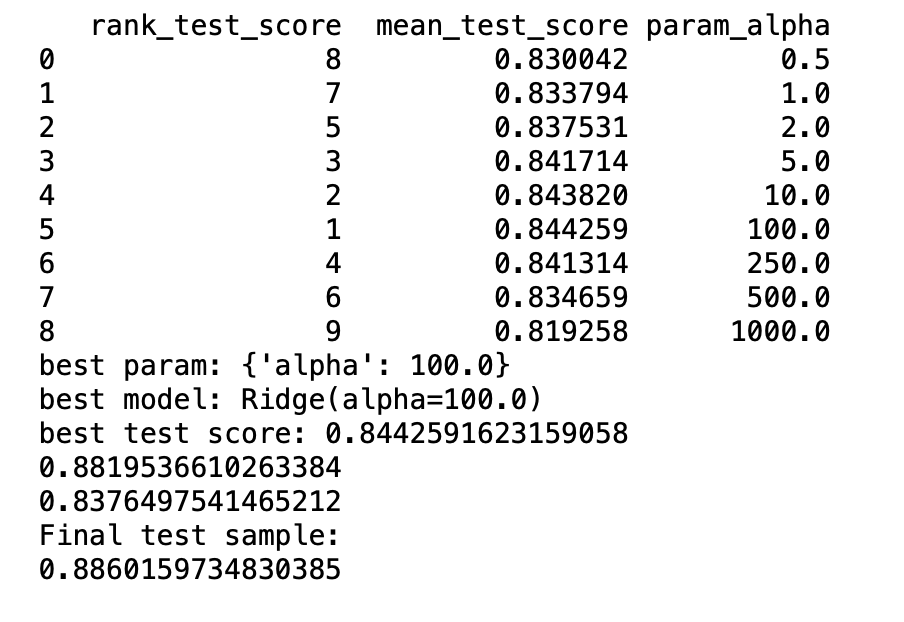 rank_test_score mean_test_score param_alpha
0 8 0.830042 0.5
1 7 0.833794 1.0
2 5 0.837531 2.0
3 3 0.841714 5.0
4 2 0.843820 10.0
5 1 0.844259 100.0
6 4 0.841314 250.0
7 6 0.834659 500.0
8 9 0.819258 1000.0
best param: {'alpha': 100.0}
best model: Ridge(alpha=100.0)
best test score: 0.8442591623159058
0.8819536610263384
0.8376497541465212
Final test sample:
0.8860159734830385